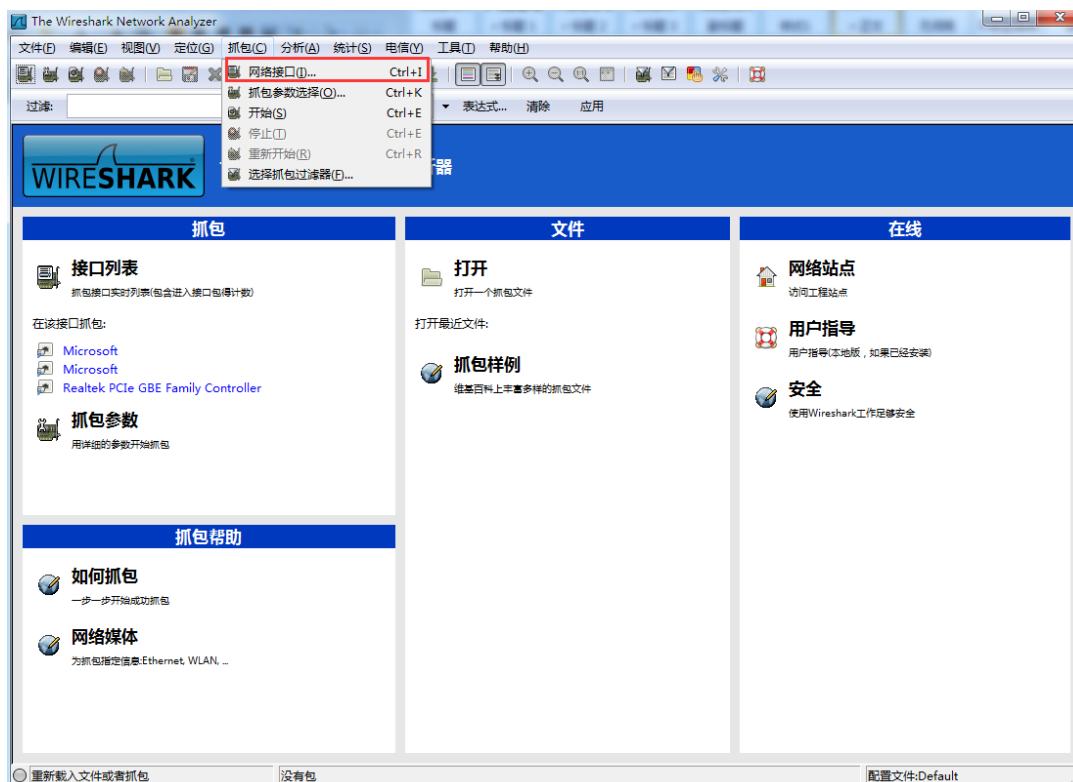 The Wireshark Network Analyzer
文件(F) 编辑(E) 视图(V) 定位(G) 抓包(C) 分析(A) 统计(S) 电信(Y) 工具(T) 帮助(H)
网络接口(I)... Ctrl+I
抓包参数选择(O)... Ctrl+K
开始(S) Ctrl+E
停止(T) Ctrl+E
重新开始(R) Ctrl+R
选择抓包过滤器(F)...
过滤: 表达式... 清除 应用
WIRESHARK
器
抓包
接口列表
抓包接口实时列表(包含进入接口包得计数)
在该接口抓包:
Microsoft
Microsoft
Realtek PCIe GBE Family Controller
抓包参数
用详细的参数开始抓包
抓包帮助
如何抓包
一步一步开始成功抓包
网络媒体
为抓包指定信息:Ethernet, WLAN, ...
文件
打开
打开一个抓包文件
打开最近文件:
抓包样例
维基百科上丰富多样的抓包文件
在线
网络站点
访问工程站点
用户指导
用户指导(本地版，如果已经安装)
安全
使用Wireshark工作足够安全
重新载入文件或者抓包 没有包 配置文件:Default